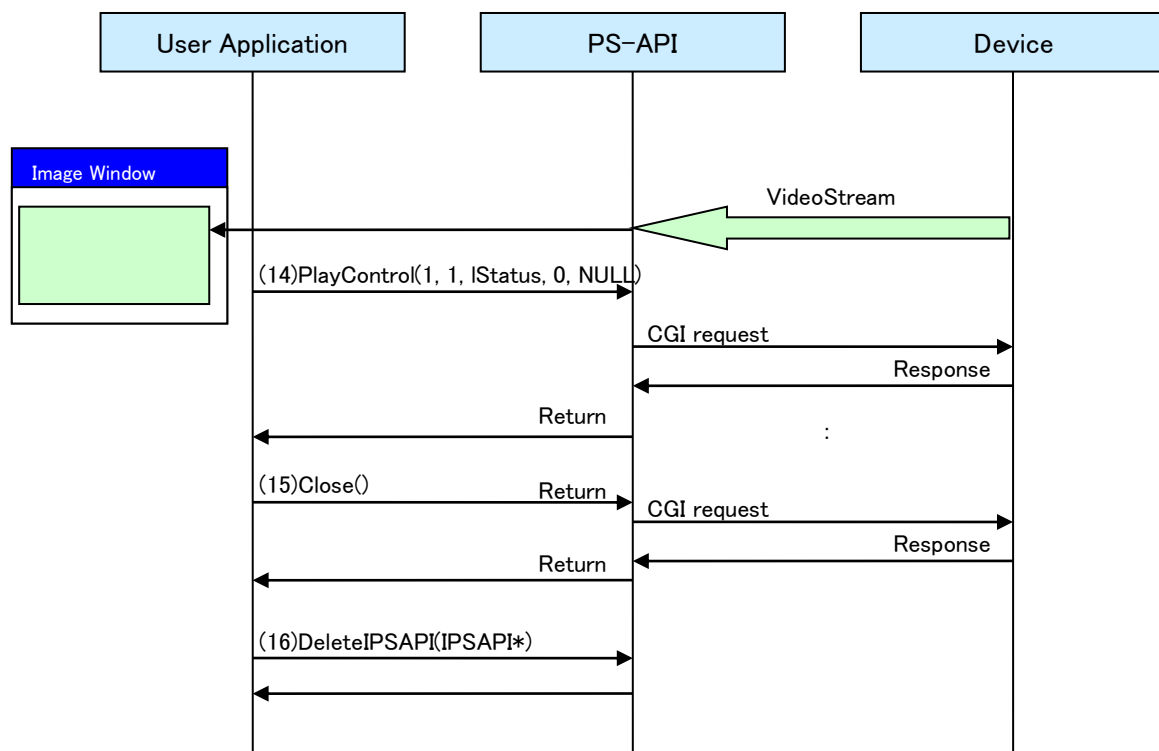 User Application
PS-API
Device
Image Window
VideoStream
(14)PlayControl(1, 1, lStatus, 0, NULL)
CGI request
Response
Return
:
(15)Close()
Return
CGI request
Response
Return
(16)DeleteIPSAPI(IPSAPI*)